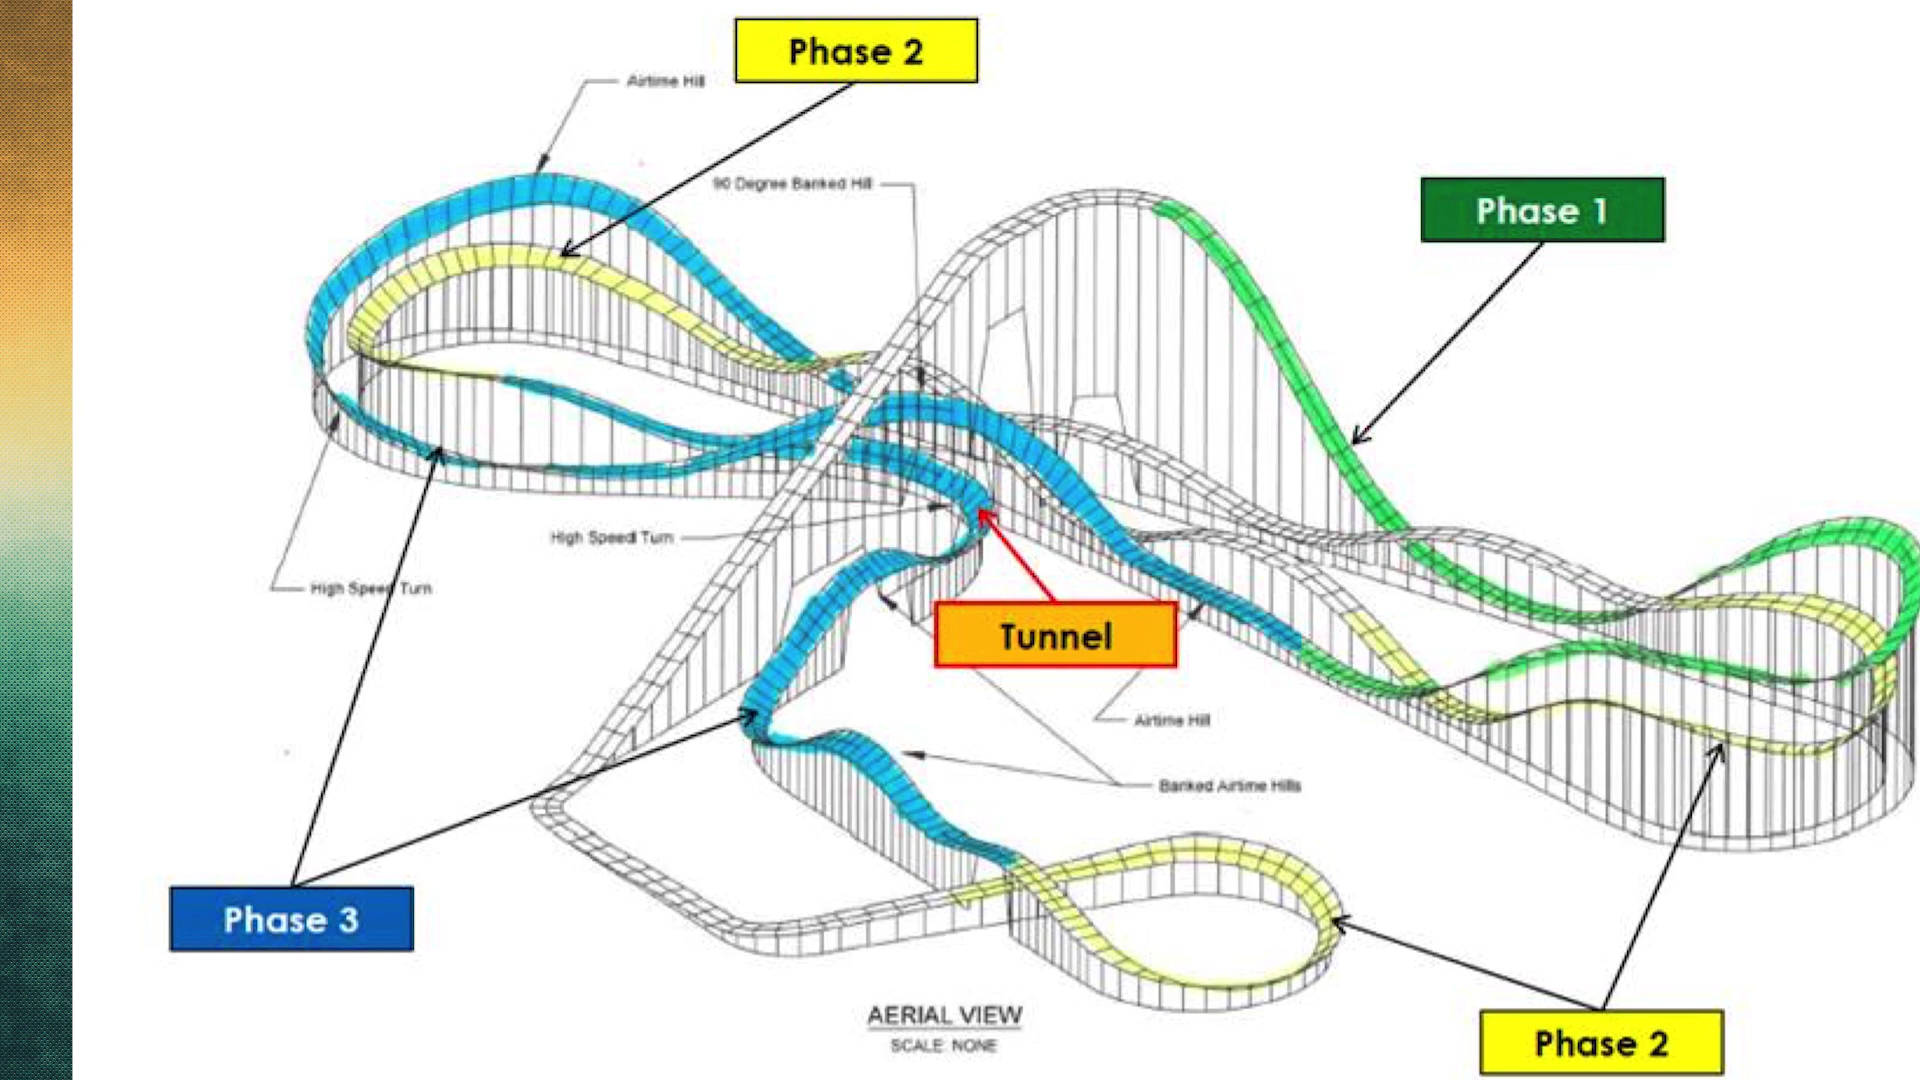 Phase 2
Airtime Hill
90 Degree Banked Hill
Phase 1
High Speed Turn
High Speed Turn
Tunnel
Airtime Hill
Banked Airtime Hills
Phase 3
AERIAL VIEW
SCALE: NONE
Phase 2